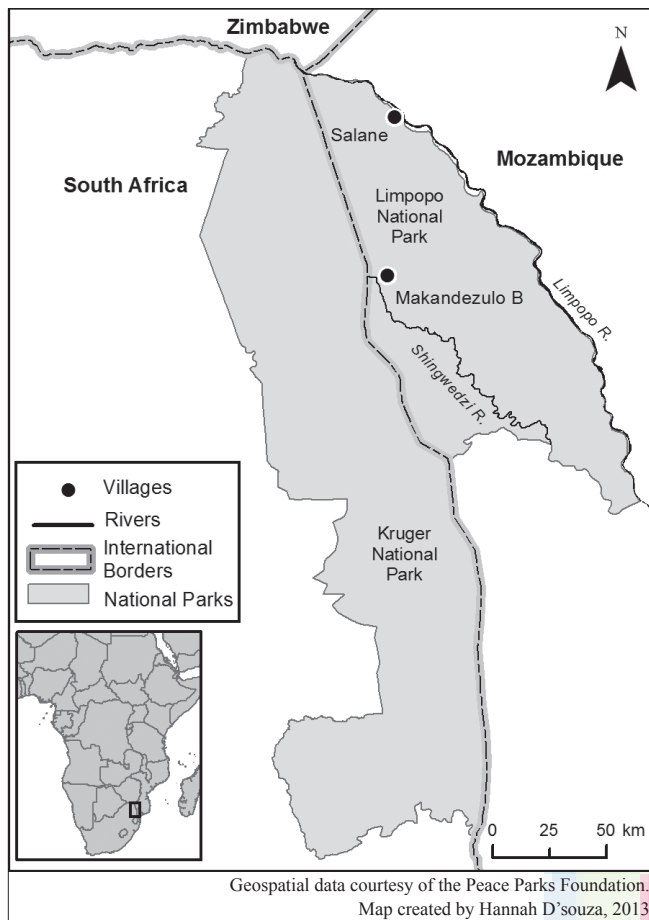 Zimbabwe
N
Salane
Mozambique
South Africa
Limpopo
National
Park
Makandezulo B
Limpopo R.
Shingwedzi R.
Villages
Rivers
International
Borders
National Parks
Kruger
National
Park
0 25 50 km
Geospatial data courtesy of the Peace Parks Foundation.
Map created by Hannah D’souza, 2013